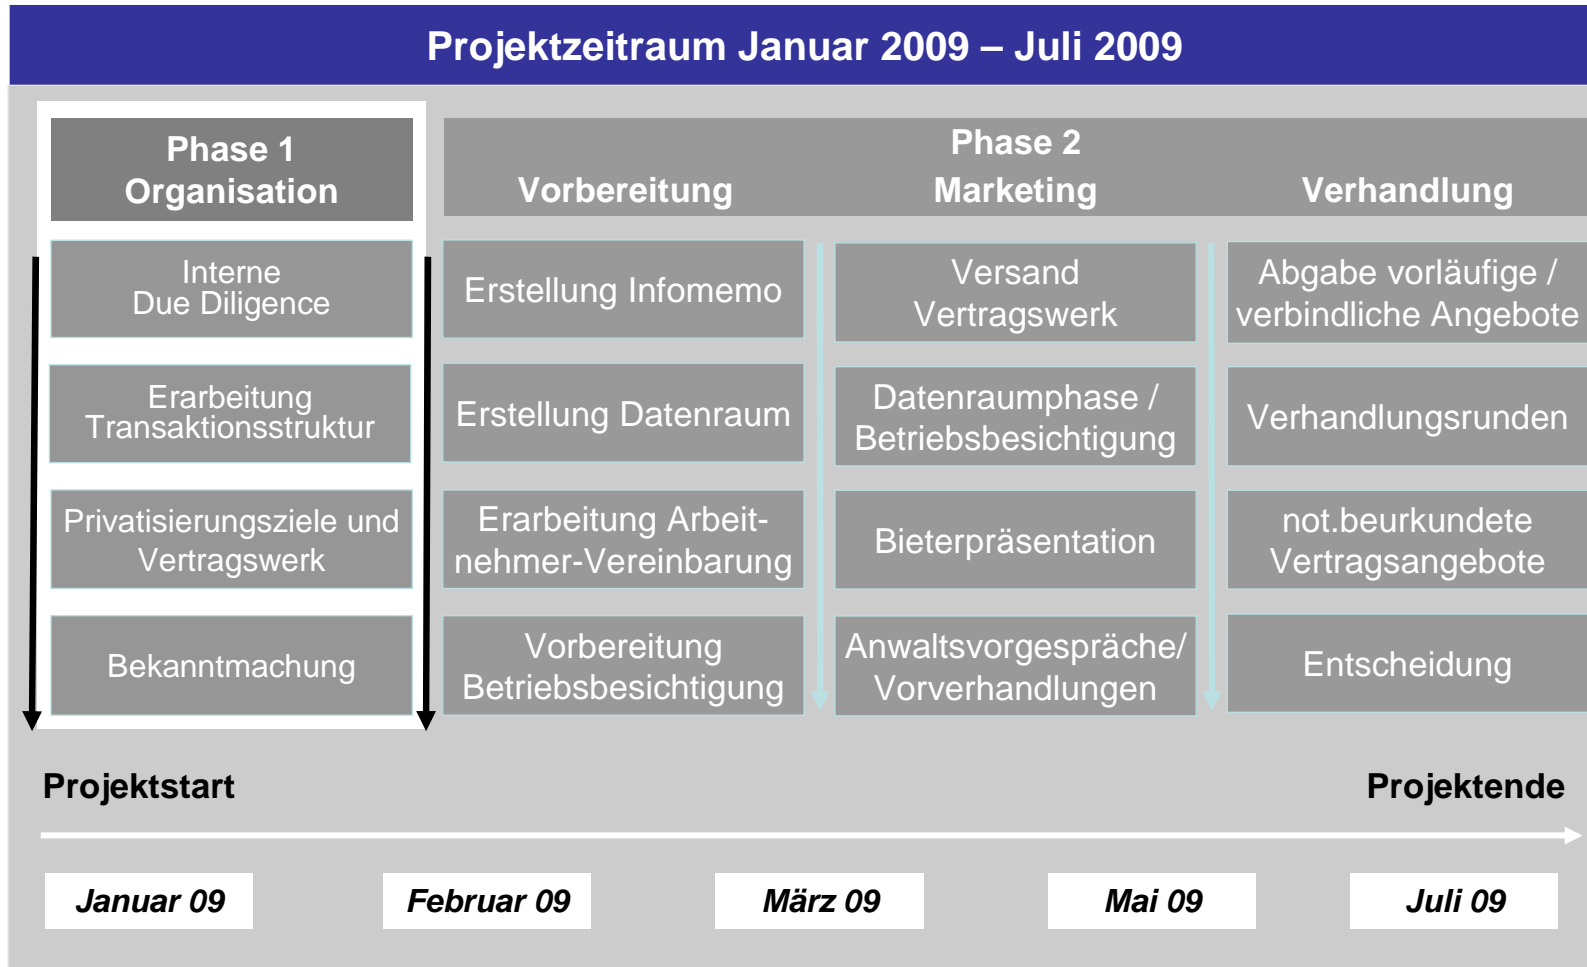 Projektzeitraum Januar 2009 – Juli 2009
Phase 1
Organisation
Phase 2
Vorbereitung
Marketing
Verhandlung
Interne
Due Diligence
Erarbeitung
Transaktionsstruktur
Privatisierungsziele und
Vertragswerk
Bekanntmachung
Erstellung Infomemo
Erstellung Datenraum
Erarbeitung Arbeit-
nehmer-Vereinbarung
Vorbereitung
Betriebsbesichtigung
Versand
Vertragswerk
Datenraumphase /
Betriebsbesichtigung
Bieterpräsentation
Anwaltsvorgespräche/
Vorverhandlungen
Abgabe vorläufige /
verbindliche Angebote
Verhandlungsrunden
not.beurkundete
Vertragsangebote
Entscheidung
Projektstart
Projektende
Januar 09
Februar 09
März 09
Mai 09
Juli 09